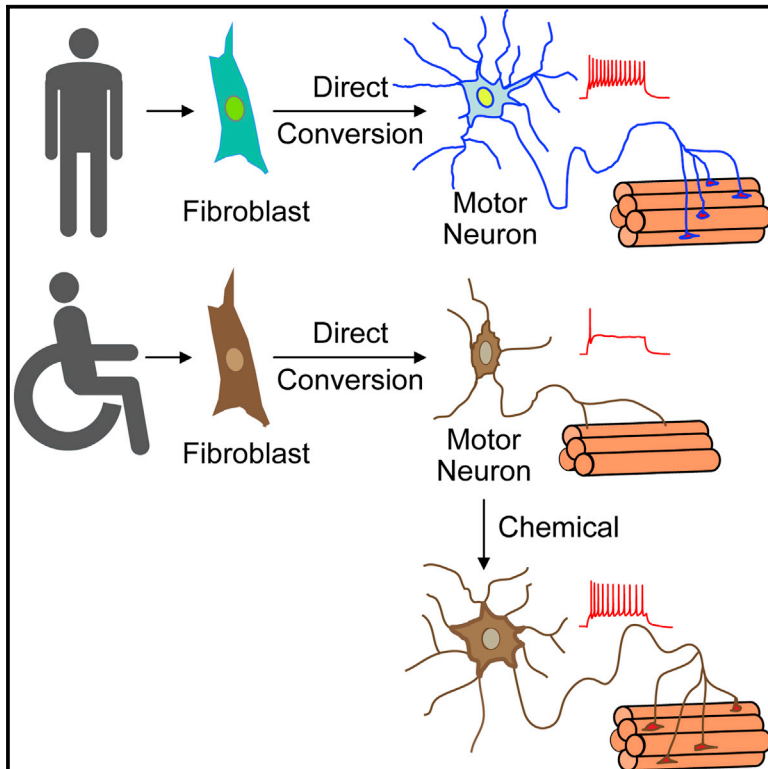 Direct
Conversion
Fibroblast
Motor
Neuron
Direct
Conversion
Fibroblast
Motor
Neuron
Chemical